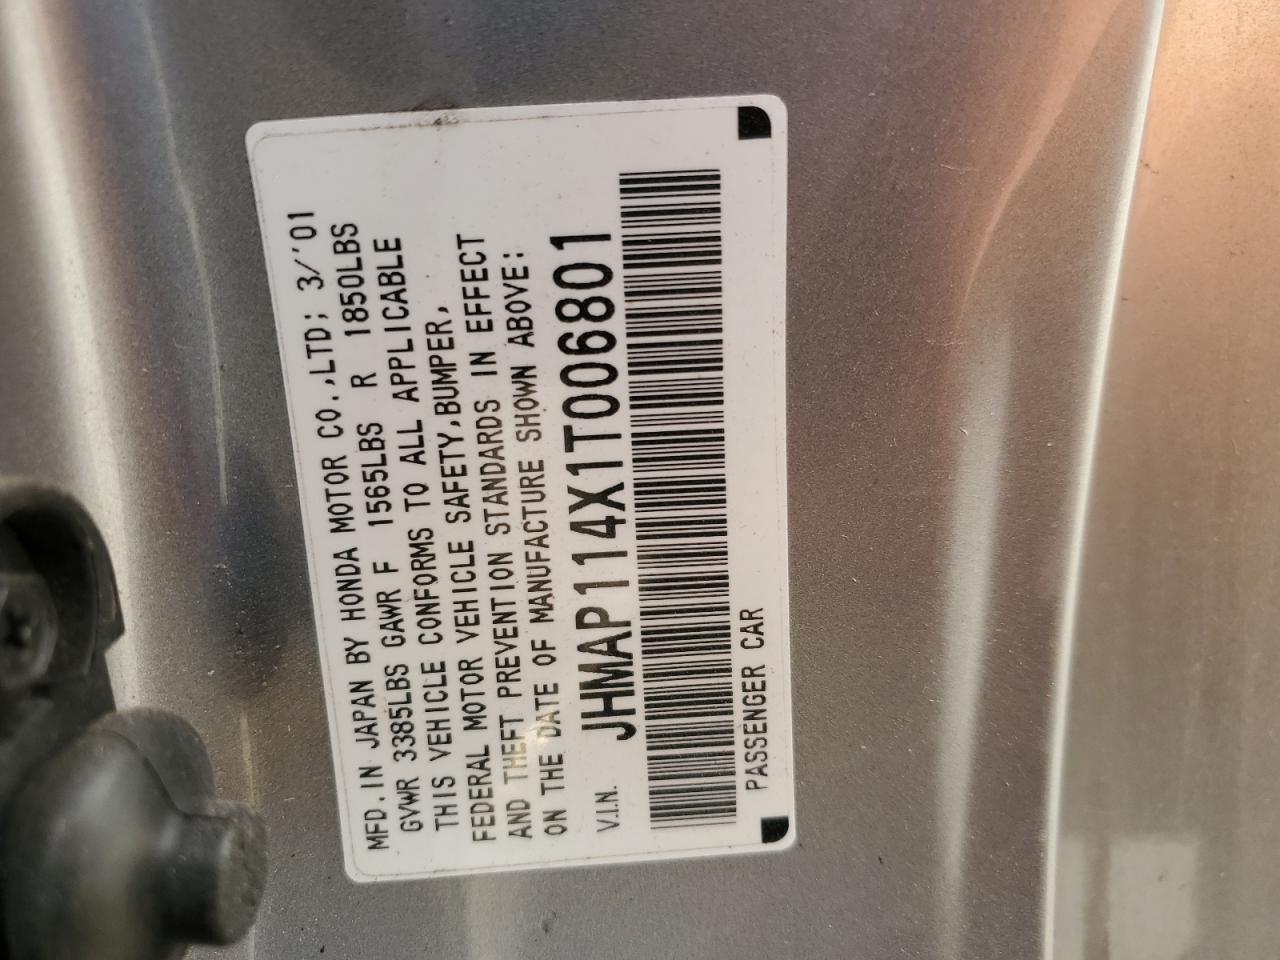 MFD. IN JAPAN BY HONDA MOTOR CO.,LTD; 3/'01
GVWR 3385LBS GAWR F 1565LBS R 1850LBS
THIS VEHICLE CONFORMS TO ALL APPLICABLE
FEDERAL MOTOR VEHICLE SAFETY,BUMPER,
AND THEFT PREVENTION STANDARDS IN EFFECT
ON THE DATE OF MANUFACTURE SHOWN ABOVE:
V.I.N. JHMAP114X1T006801
PASSENGER CAR